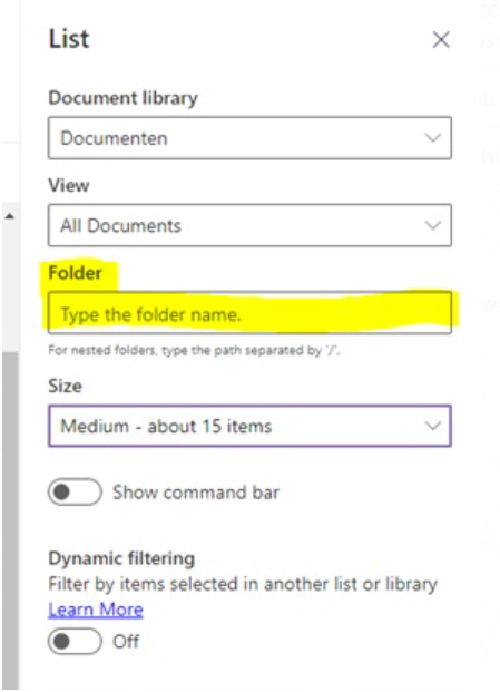 List
Document library
Documenten
View
All Documents
Folder
Type the folder name.
For nested folders, type the path separated by '/'.
Size
Medium - about 15 items
Show command bar
Dynamic filtering
Filter by items selected in another list or library
Learn More
Off